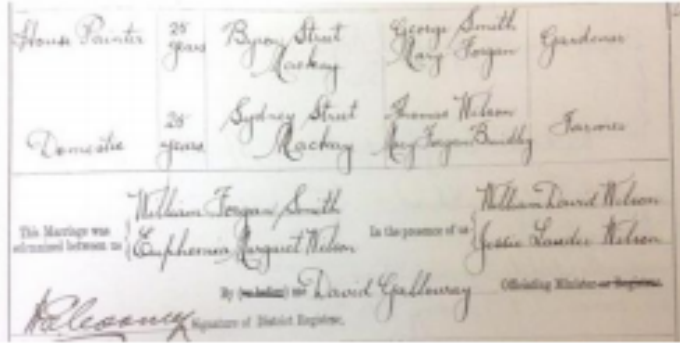 House Painter 25 Byron Street George Smith Gardener
years Mackay Mary Forgan
Domestic 25 Sydney Street Thomas Wilson Farmer
years Mackay Mary Forgan
William Forgan Smith William David Wilson
This Marriage was In the presence of us
solemnized between us Euphemia Margaret Wilson Jessie Lauder Wilson
By me David Galloway Officiating Minister or Registrar.
Signature of District Registrar.